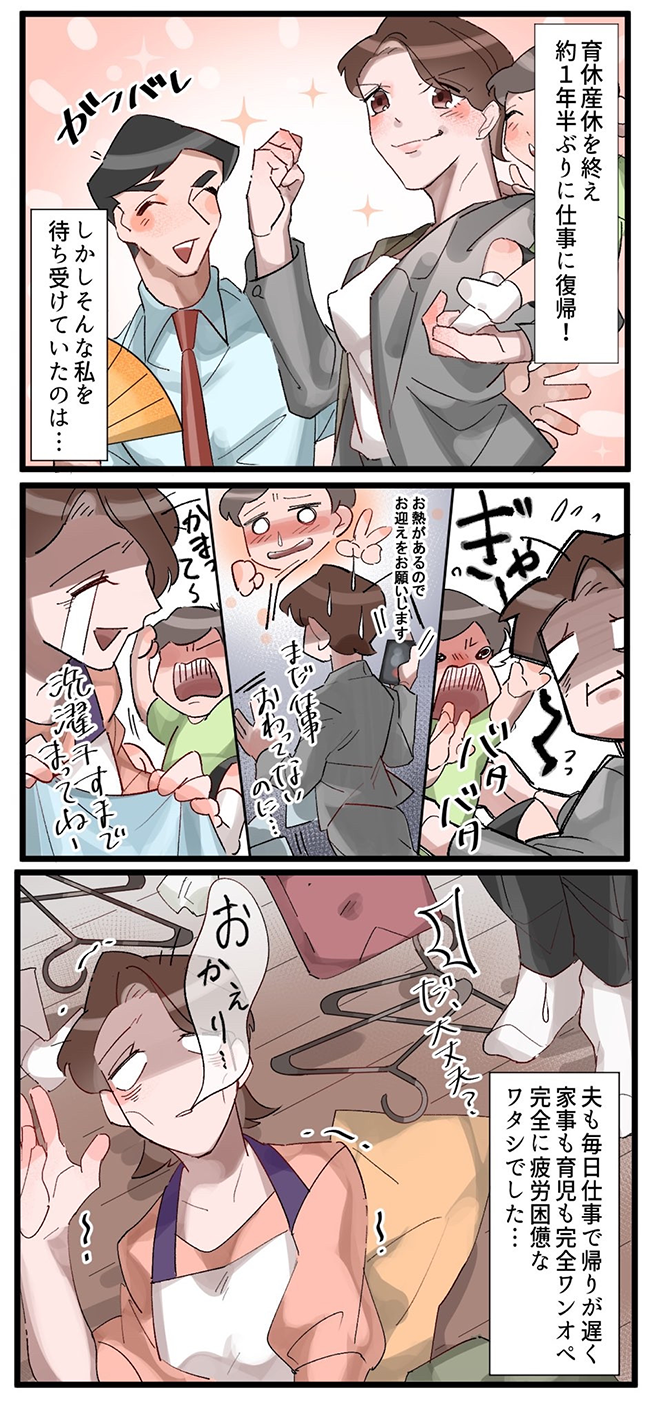 育休産休を終え
約1年半ぶりに仕事に復帰！
ガンバレ
しかしそんな私を
待ち受けていたのは…
ぎゃー
バタ
バタ
お熱があるので
お迎えをお願いします
まだ仕事
おわってない
のに…
かまって〜
洗濯干すまで
まっててねー
だ、大丈夫？
おかえり…
夫も毎日仕事で帰りが遅く
家事も育児も完全ワンオペ
完全に疲労困憊な
ワタシでした…